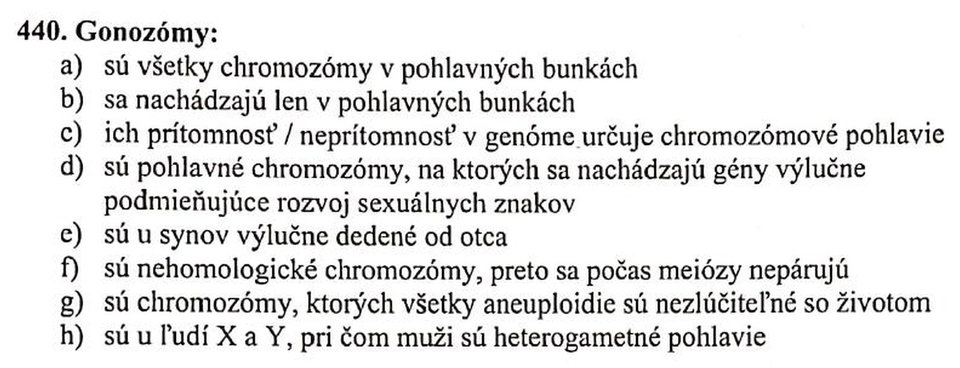 440. Gonozómy:
a) sú všetky chromozómy v pohlavných bunkách
b) sa nachádzajú len v pohlavných bunkách
c) ich prítomnosť / neprítomnosť v genóme určuje chromozómové pohlavie
d) sú pohlavné chromozómy, na ktorých sa nachádzajú gény výlučne
podmieňujúce rozvoj sexuálnych znakov
e) sú u synov výlučne dedené od otca
f) sú nehomologické chromozómy, preto sa počas meiózy nepárujú
g) sú chromozómy, ktorých všetky aneuploidie sú nezlúčiteľné so životom
h) sú u ľudí X a Y, pri čom muži sú heterogametné pohlavie